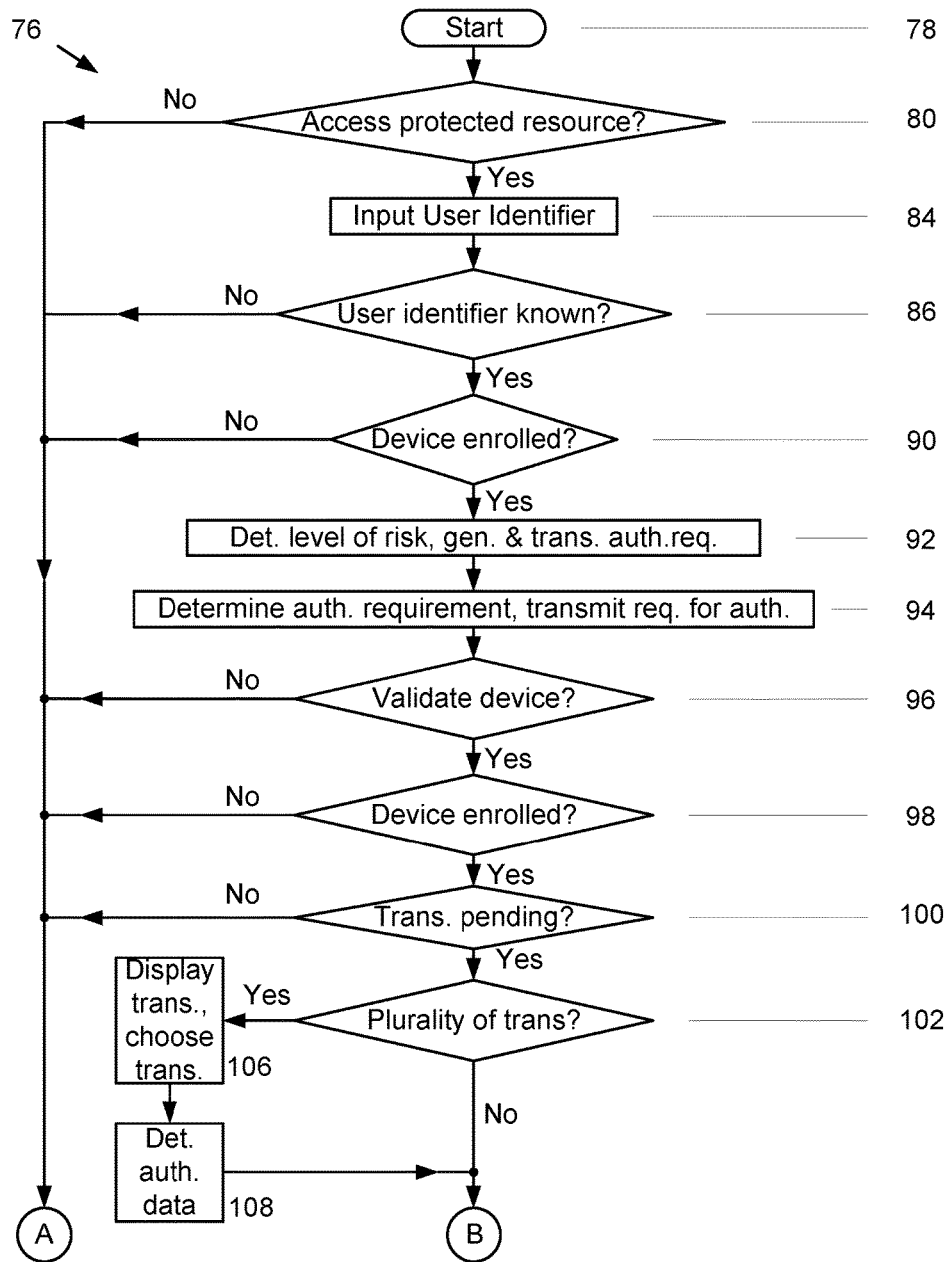 76
Start
78
No
Access protected resource?
80
Yes
Input User Identifier
84
No
User identifier known?
86
Yes
No
Device enrolled?
90
Yes
Det. level of risk, gen. & trans. auth.req.
92
Determine auth. requirement, transmit req. for auth.
94
No
Validate device?
96
Yes
No
Device enrolled?
98
Yes
No
Trans. pending?
100
Yes
Display
trans.,
choose
trans.
106
Yes
Plurality of trans?
102
No
Det.
auth.
data
108
A
B